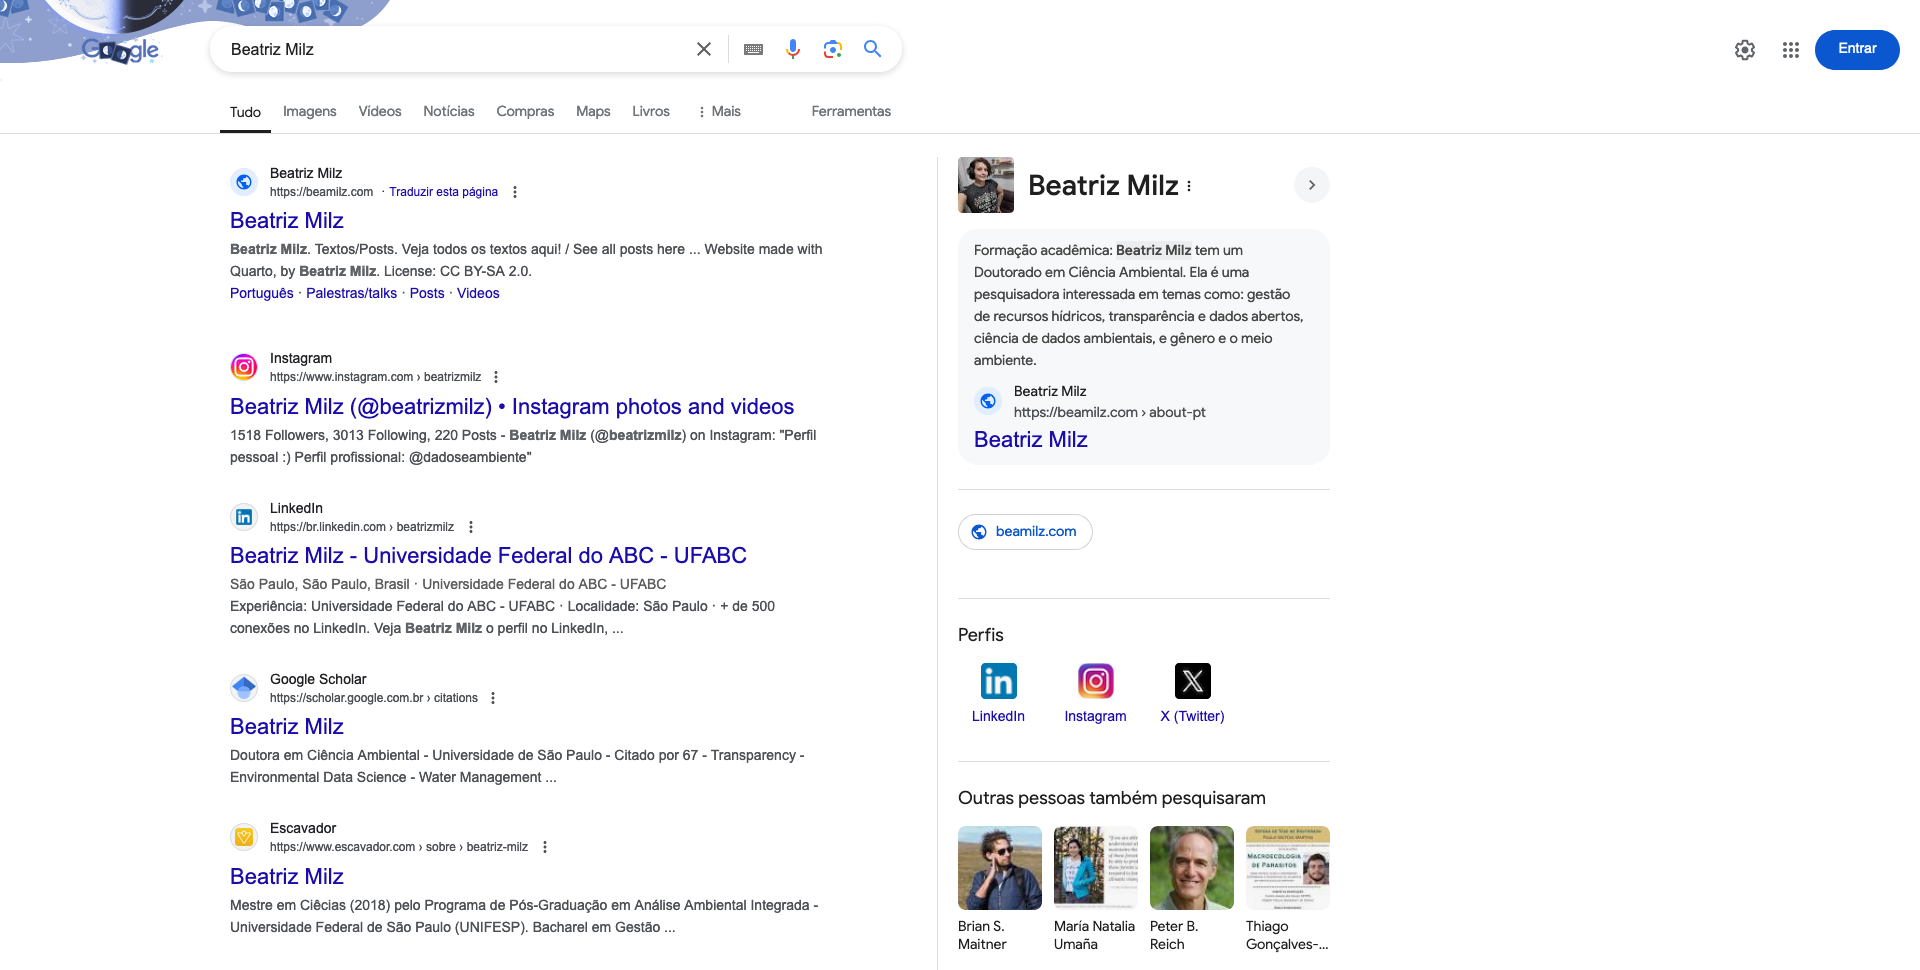 Google
Beatriz Milz
Entrar
Tudo
Imagens
Vídeos
Notícias
Compras
Maps
Livros
Mais
Ferramentas
Beatriz Milz
https://beamilz.com · Traduzir esta página
Beatriz Milz
Beatriz Milz. Textos/Posts. Veja todos os textos aqui! / See all posts here ... Website made with
Quarto, by Beatriz Milz. License: CC BY-SA 2.0.
Português · Palestras/talks · Posts · Videos
Instagram
https://www.instagram.com › beatrizmilz
Beatriz Milz (@beatrizmilz) • Instagram photos and videos
1518 Followers, 3013 Following, 220 Posts - Beatriz Milz (@beatrizmilz) on Instagram: "Perfil
pessoal :) Perfil profissional: @dadoseambiente"
LinkedIn
https://br.linkedin.com › beatrizmilz
Beatriz Milz - Universidade Federal do ABC - UFABC
São Paulo, São Paulo, Brasil · Universidade Federal do ABC - UFABC
Experiência: Universidade Federal do ABC - UFABC · Localidade: São Paulo · + de 500
conexões no LinkedIn. Veja Beatriz Milz o perfil no LinkedIn, ...
Google Scholar
https://scholar.google.com.br › citations
Beatriz Milz
Doutora em Ciência Ambiental - Universidade de São Paulo - Citado por 67 - Transparency -
Environmental Data Science - Water Management ...
Escavador
https://www.escavador.com › sobre › beatriz-milz
Beatriz Milz
Mestre em Ciêcias (2018) pelo Programa de Pós-Graduação em Análise Ambiental Integrada -
Universidade Federal de São Paulo (UNIFESP). Bacharel em Gestão ...
Beatriz Milz
Formação acadêmica: Beatriz Milz tem um
Doutorado em Ciência Ambiental. Ela é uma
pesquisadora interessada em temas como: gestão
de recursos hídricos, transparência e dados abertos,
ciência de dados ambientais, e gênero e o meio
ambiente.
Beatriz Milz
https://beamilz.com › about-pt
Beatriz Milz
beamilz.com
Perfis
LinkedIn
Instagram
X (Twitter)
Outras pessoas também pesquisaram
MACROECOLOGIA
DE PARASITOS
Brian S.
Maitner
María Natalia
Umaña
Peter B.
Reich
Thiago
Gonçalves-...